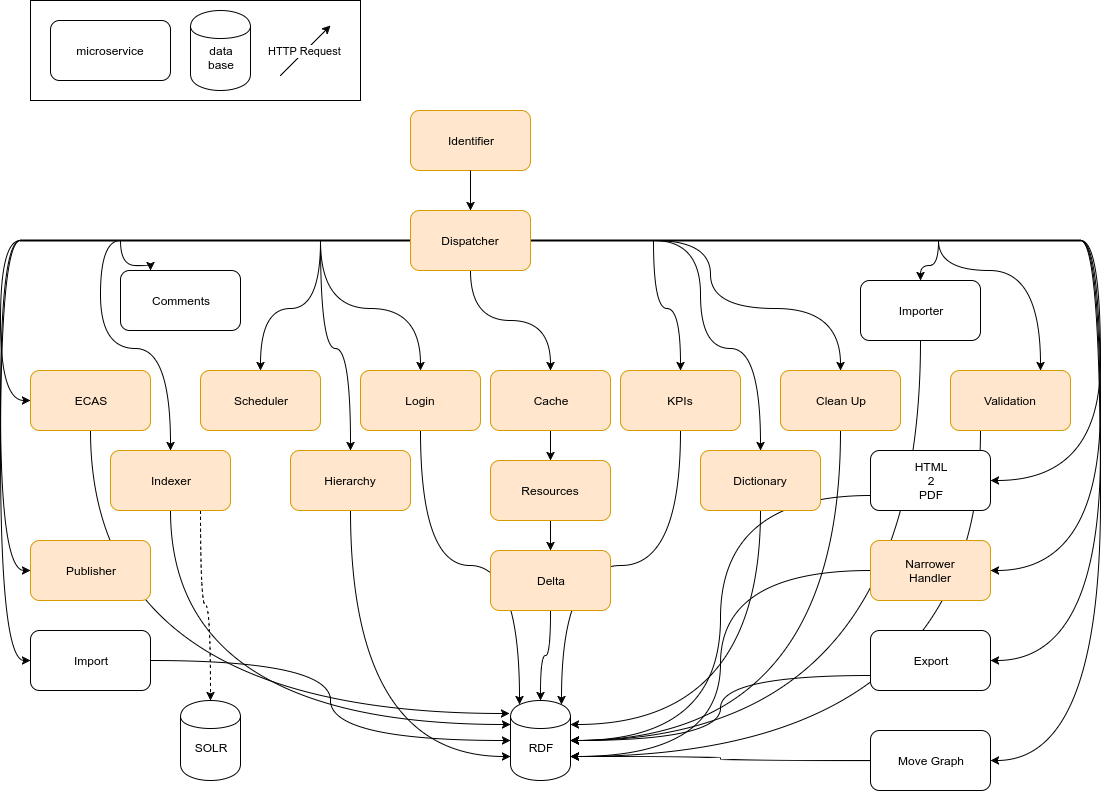 microservice
data
base
HTTP Request
Identifier
Dispatcher
Comments
Importer
ECAS
Scheduler
Login
Cache
KPIs
Clean Up
Validation
Indexer
Hierarchy
Resources
Dictionary
HTML
2
PDF
Publisher
Delta
Narrower
Handler
Import
Export
SOLR
RDF
Move Graph